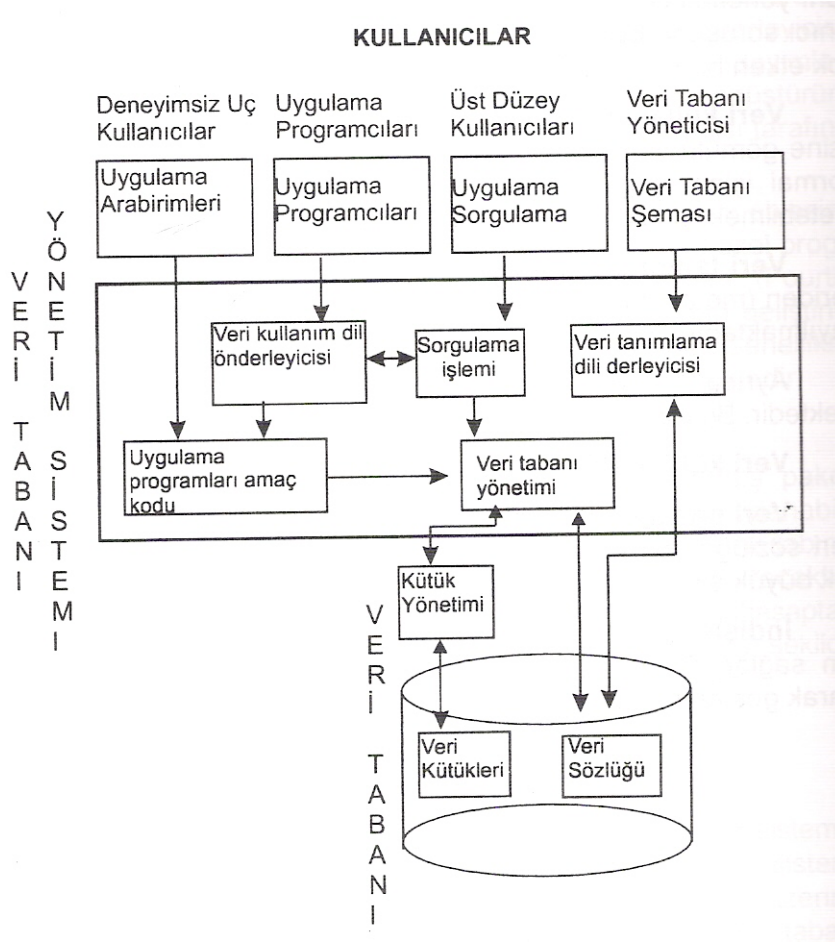 KULLANICILAR
Deneyimsiz Uç
Kullanıcılar
Uygulama
Programcıları
Üst Düzey
Kullanıcıları
Veri Tabanı
Yöneticisi
Uygulama
Arabirimleri
Uygulama
Programcıları
Uygulama
Sorgulama
Veri Tabanı
Şeması
VERİ TABANI
YÖNETİM SİSTEMİ
Veri kullanım dil
önderleyicisi
Sorgulama
işlemi
Veri tanımlama
dili derleyicisi
Uygulama
programları amaç
kodu
Veri tabanı
yönetimi
Kütük
Yönetimi
VERİ TABANI
Veri
Kütükleri
Veri
Sözlüğü